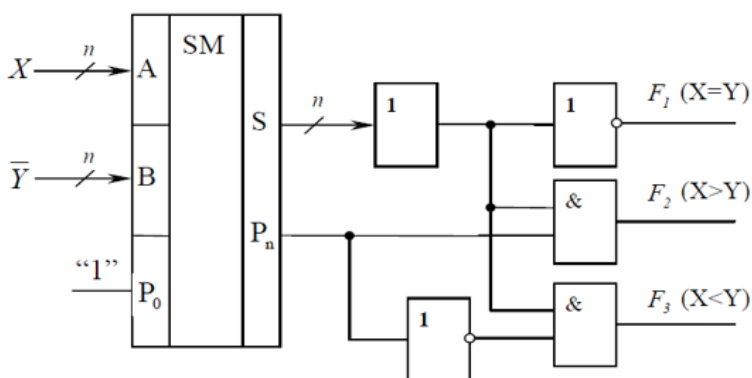 X n A SM S n 1 1 F₁ (X=Y)
Y̅ n B Pₙ & F₂ (X>Y)
“1” P₀ 1 & F₃ (X<Y)